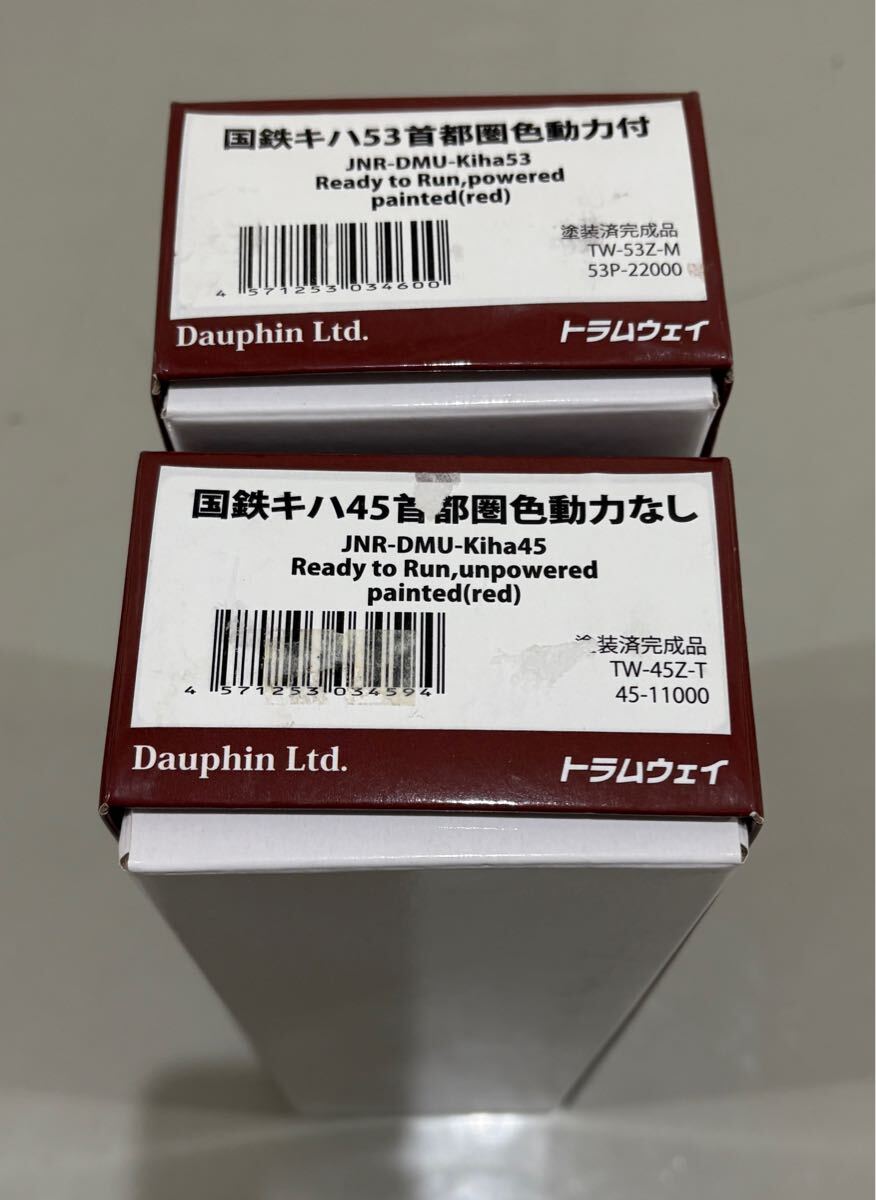 国鉄キハ53首都圏色動力付
JNR-DMU-Kiha53
Ready to Run,powered
painted(red)
塗装済完成品
TW-53Z-M
53P-22000
4 571253 034600
Dauphin Ltd.
トラムウェイ
国鉄キハ45首都圏色動力なし
JNR-DMU-Kiha45
Ready to Run,unpowered
painted(red)
塗装済完成品
TW-45Z-T
45-11000
4 571253 034594
Dauphin Ltd.
トラムウェイ